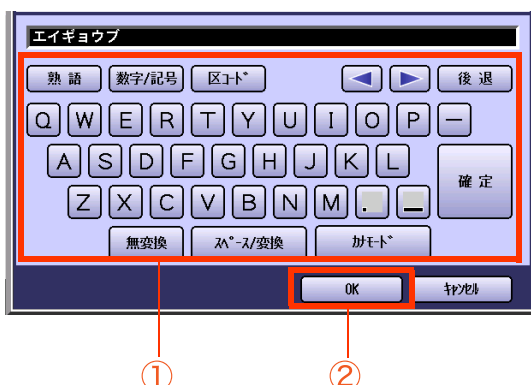 エイギョウブ
熟語 数字/記号 区ｺｰﾄﾞ ◀ ▶ 後退
Q W E R T Y U I O P ー
A S D F G H J K L 確定
Z X C V B N M . _
無変換 ｽﾍﾟｰｽ/変換 ｶﾅﾓｰﾄﾞ
OK ｷｬﾝｾﾙ
① ②